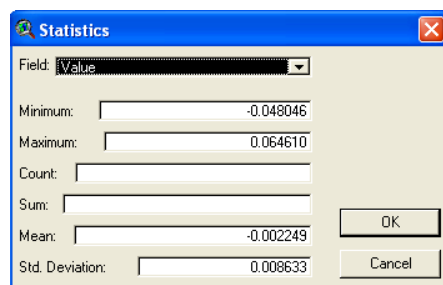 Statistics
Field: Value
Minimum: -0.048046
Maximum: 0.064610
Count:
Sum:
Mean: -0.002249
Std. Deviation: 0.008633
OK
Cancel